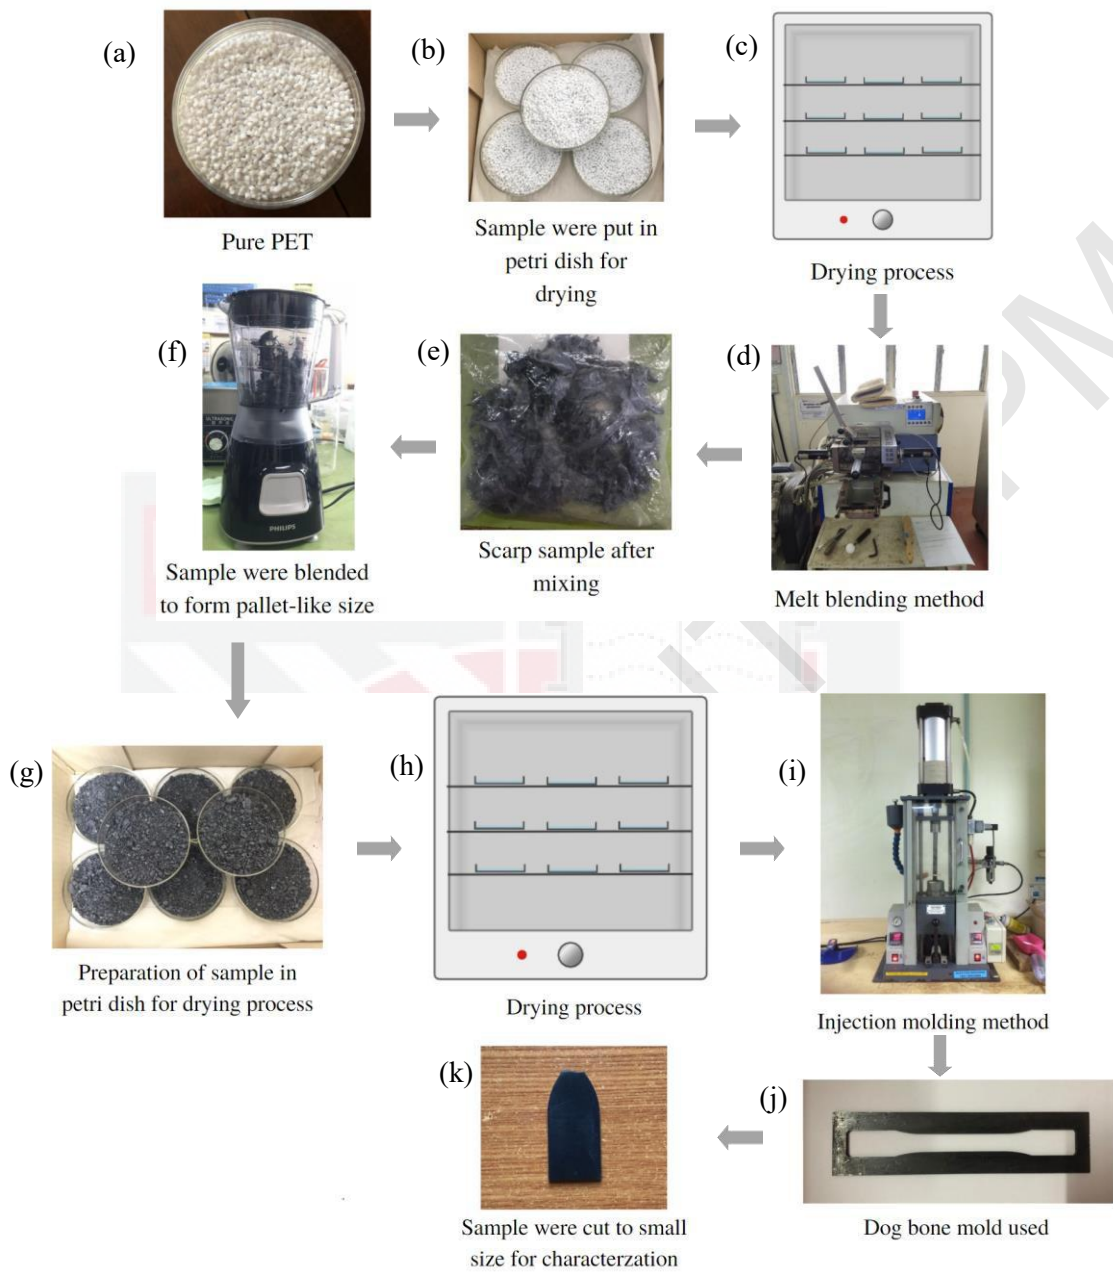 (a)
Pure PET
(b)
Sample were put in
petri dish for
drying
(c)
Drying process
(d)
Melt blending method
(e)
Scarp sample after
mixing
(f)
PHILIPS
Sample were blended
to form pallet-like size
(g)
Preparation of sample in
petri dish for drying process
(h)
Drying process
(i)
Injection molding method
(j)
Dog bone mold used
(k)
Sample were cut to small
size for characterzation
PM